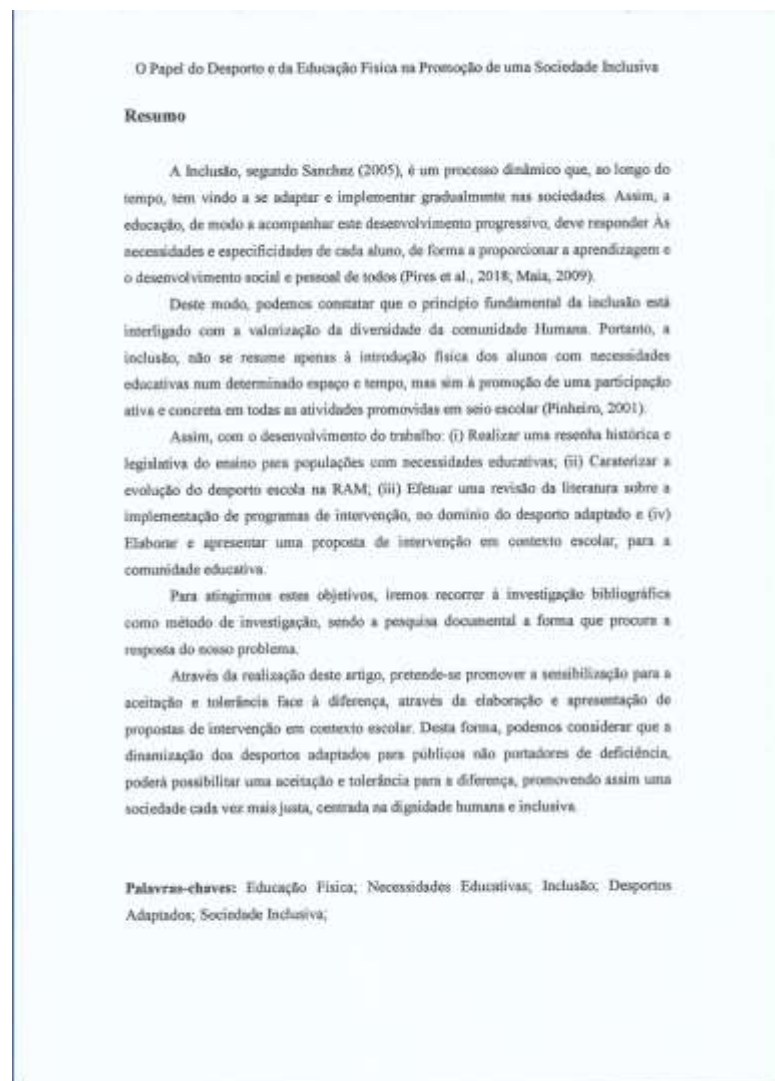 O Papel do Desporto e da Educação Física na Promoção de uma Sociedade Inclusiva
Resumo
A Inclusão, segundo Sanchez (2005), é um processo dinâmico que, ao longo do
tempo, tem vindo a se adaptar e implementar gradualmente nas sociedades. Assim, a
educação, de modo a acompanhar este desenvolvimento progressivo, deve responder Às
necessidades e especificidades de cada aluno, de forma a proporcionar a aprendizagem e
o desenvolvimento social e pessoal de todos (Pires et al., 2018; Maia, 2009).
Deste modo, podemos constatar que o princípio fundamental da inclusão está
interligado com a valorização da diversidade da comunidade Humana. Portanto, a
inclusão, não se resume apenas à introdução física dos alunos com necessidades
educativas num determinado espaço e tempo, mas sim à promoção de uma participação
ativa e concreta em todas as atividades promovidas em seio escolar (Pinheiro, 2001).
Assim, com o desenvolvimento do trabalho: (i) Realizar uma resenha histórica e
legislativa do ensino para populações com necessidades educativas; (ii) Caraterizar a
evolução do desporto escola na RAM; (iii) Efetuar uma revisão da literatura sobre a
implementação de programas de intervenção, no domínio do desporto adaptado e (iv)
Elaborar e apresentar uma proposta de intervenção em contexto escolar, para a
comunidade educativa.
Para atingirmos estes objetivos, iremos recorrer à investigação bibliográfica
como método de investigação, sendo a pesquisa documental a forma que procura a
resposta do nosso problema.
Através da realização deste artigo, pretende-se promover a sensibilização para a
aceitação e tolerância face à diferença, através da elaboração e apresentação de
propostas de intervenção em contexto escolar. Desta forma, podemos considerar que a
dinamização dos desportos adaptados para públicos não portadores de deficiência,
poderá possibilitar uma aceitação e tolerância para a diferença, promovendo assim uma
sociedade cada vez mais justa, centrada na dignidade humana e inclusiva.
Palavras-chaves: Educação Física; Necessidades Educativas; Inclusão; Desportos
Adaptados; Sociedade Inclusiva;